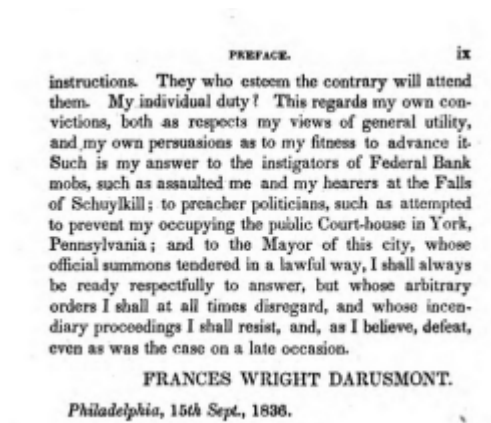 PREFACE. ix
instructions. They who esteem the contrary will attend
them. My individual duty? This regards my own con-
victions, both as respects my views of general utility,
and my own persuasions as to my fitness to advance it.
Such is my answer to the instigators of Federal Bank
mobs, such as assaulted me and my hearers at the Falls
of Schuylkill; to preacher politicians, such as attempted
to prevent my occupying the public Court-house in York,
Pennsylvania; and to the Mayor of this city, whose
official summons tendered in a lawful way, I shall always
be ready respectfully to answer, but whose arbitrary
orders I shall at all times disregard, and whose incen-
diary proceedings I shall resist, and, as I believe, defeat,
even as was the case on a late occasion.
FRANCES WRIGHT DARUSMONT.
Philadelphia, 15th Sept., 1836.